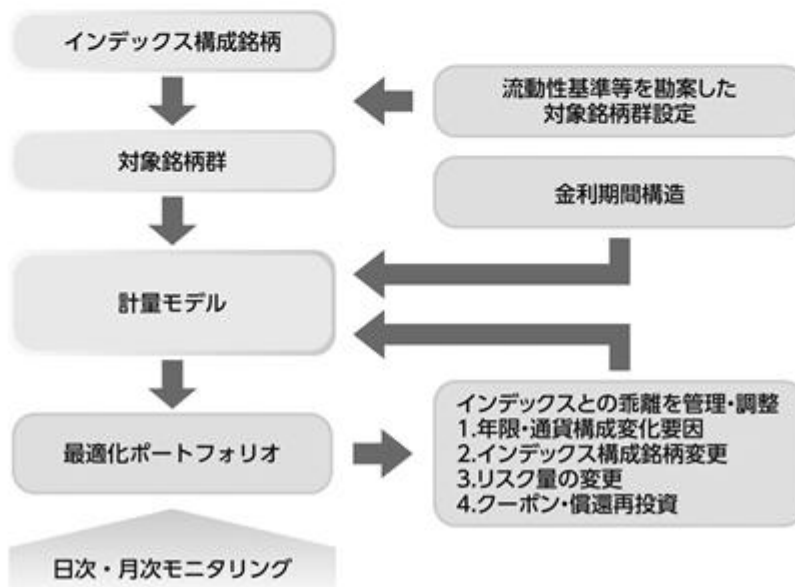 インデックス構成銘柄
流動性基準等を勘案した
対象銘柄群設定
対象銘柄群
金利期間構造
計量モデル
最適化ポートフォリオ
インデックスとの乖離を管理・調整
1.年限・通貨構成変化要因
2.インデックス構成銘柄変更
3.リスク量の変更
4.クーポン・償還再投資
日次・月次モニタリング